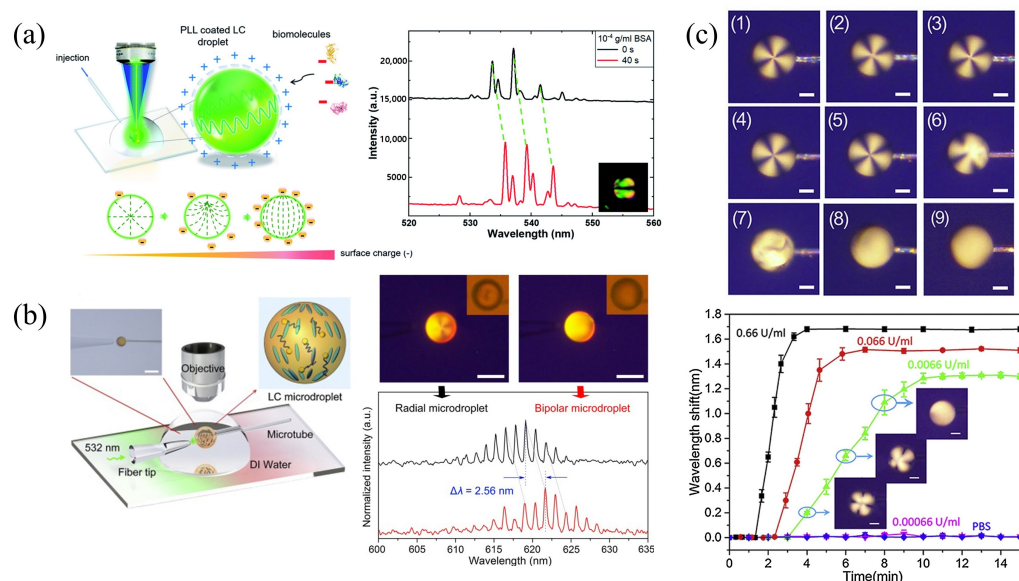 (a)
injection
PLL coated LC
droplet
biomolecules
surface charge (-)
10⁻⁴ g/ml BSA
0 s
40 s
20,000
15,000
10,000
5000
Intensity (a.u.)
520
530
540
550
560
Wavelength (nm)
(b)
Objective
LC microdroplet
532 nm
Fiber tip
Microtube
DI Water
Radial microdroplet
Bipolar microdroplet
Δλ = 2.56 nm
Normalized intensity (a.u.)
600
605
610
615
620
625
630
635
Wavelength (nm)
(c)
(1)
(2)
(3)
(4)
(5)
(6)
(7)
(8)
(9)
Wavelength shift(nm)
1.8
1.6
1.4
1.2
1.0
0.8
0.6
0.4
0.2
0.0
0.66 U/ml
0.066 U/ml
0.0066 U/ml
0.00066 U/ml
PBS
0
2
4
6
8
10
12
14
Time(min)